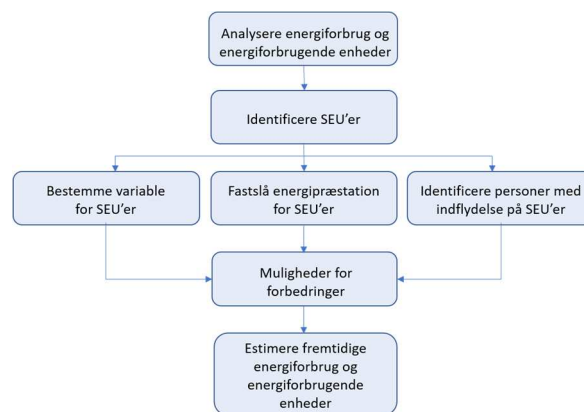 Analysere energiforbrug og
energiforbrugende enheder
Identificere SEU'er
Bestemme variable
for SEU'er
Fastslå energipræstation
for SEU'er
Identificere personer med
indflydelse på SEU'er
Muligheder for
forbedringer
Estimere fremtidige
energiforbrug og
energiforbrugende
enheder